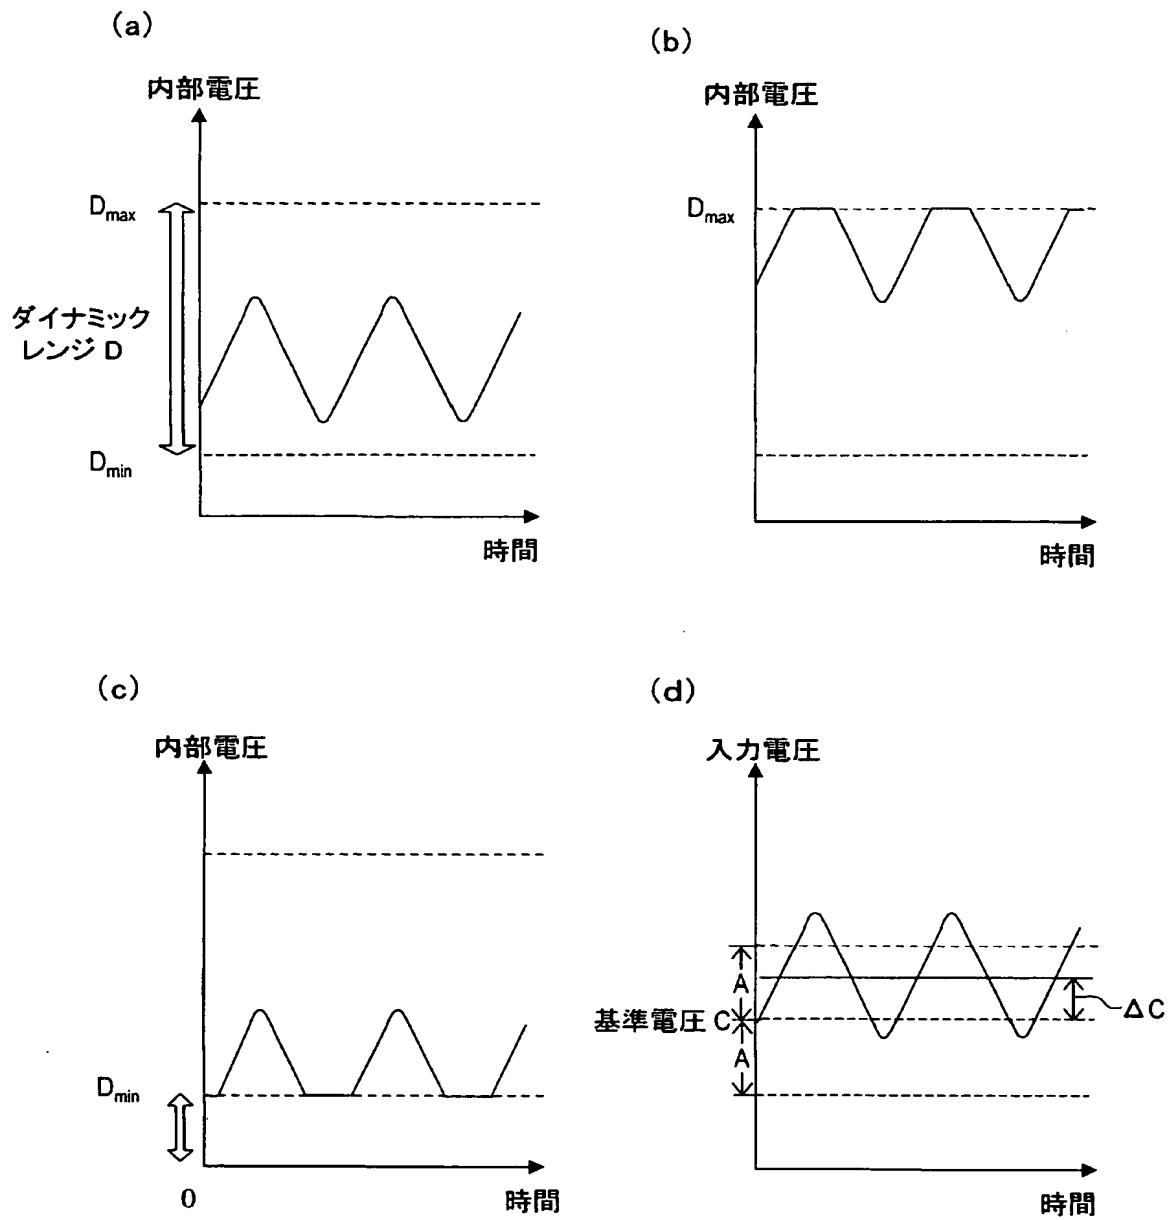 (a)
内部電圧
Dmax
ダイナミック
レンジ D
Dmin
時間
(b)
内部電圧
Dmax
時間
(c)
内部電圧
Dmin
0
時間
(d)
入力電圧
A
基準電圧 C
A
ΔC
時間